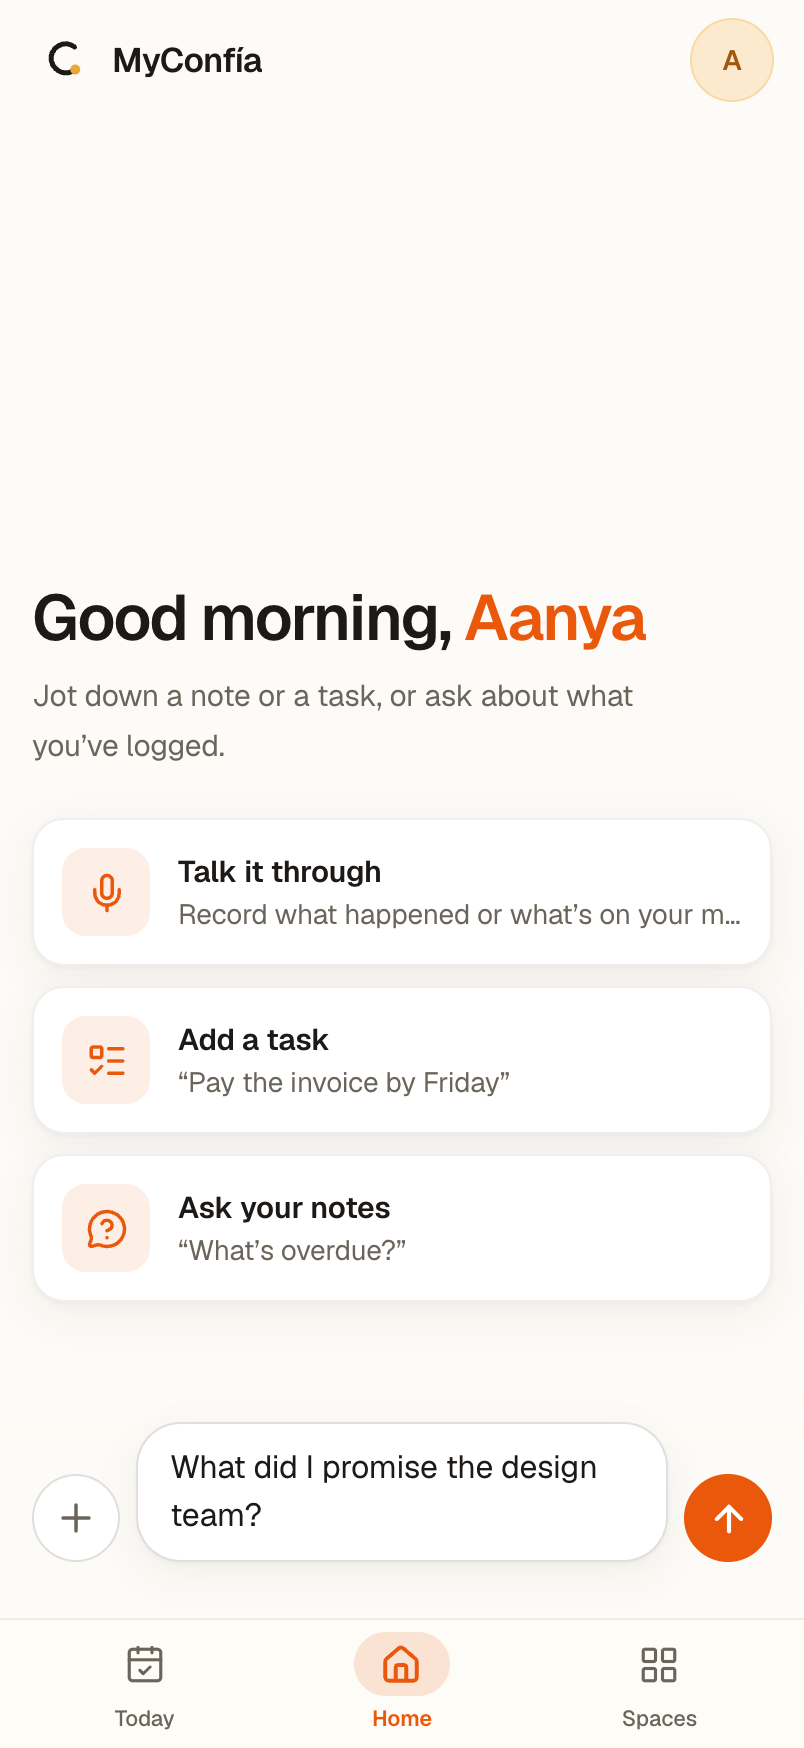 MyConfía
A
Good morning, Aanya
Jot down a note or a task, or ask about what
you’ve logged.
Talk it through
Record what happened or what’s on your m...
Add a task
“Pay the invoice by Friday”
Ask your notes
“What’s overdue?”
What did I promise the design
team?
Today
Home
Spaces